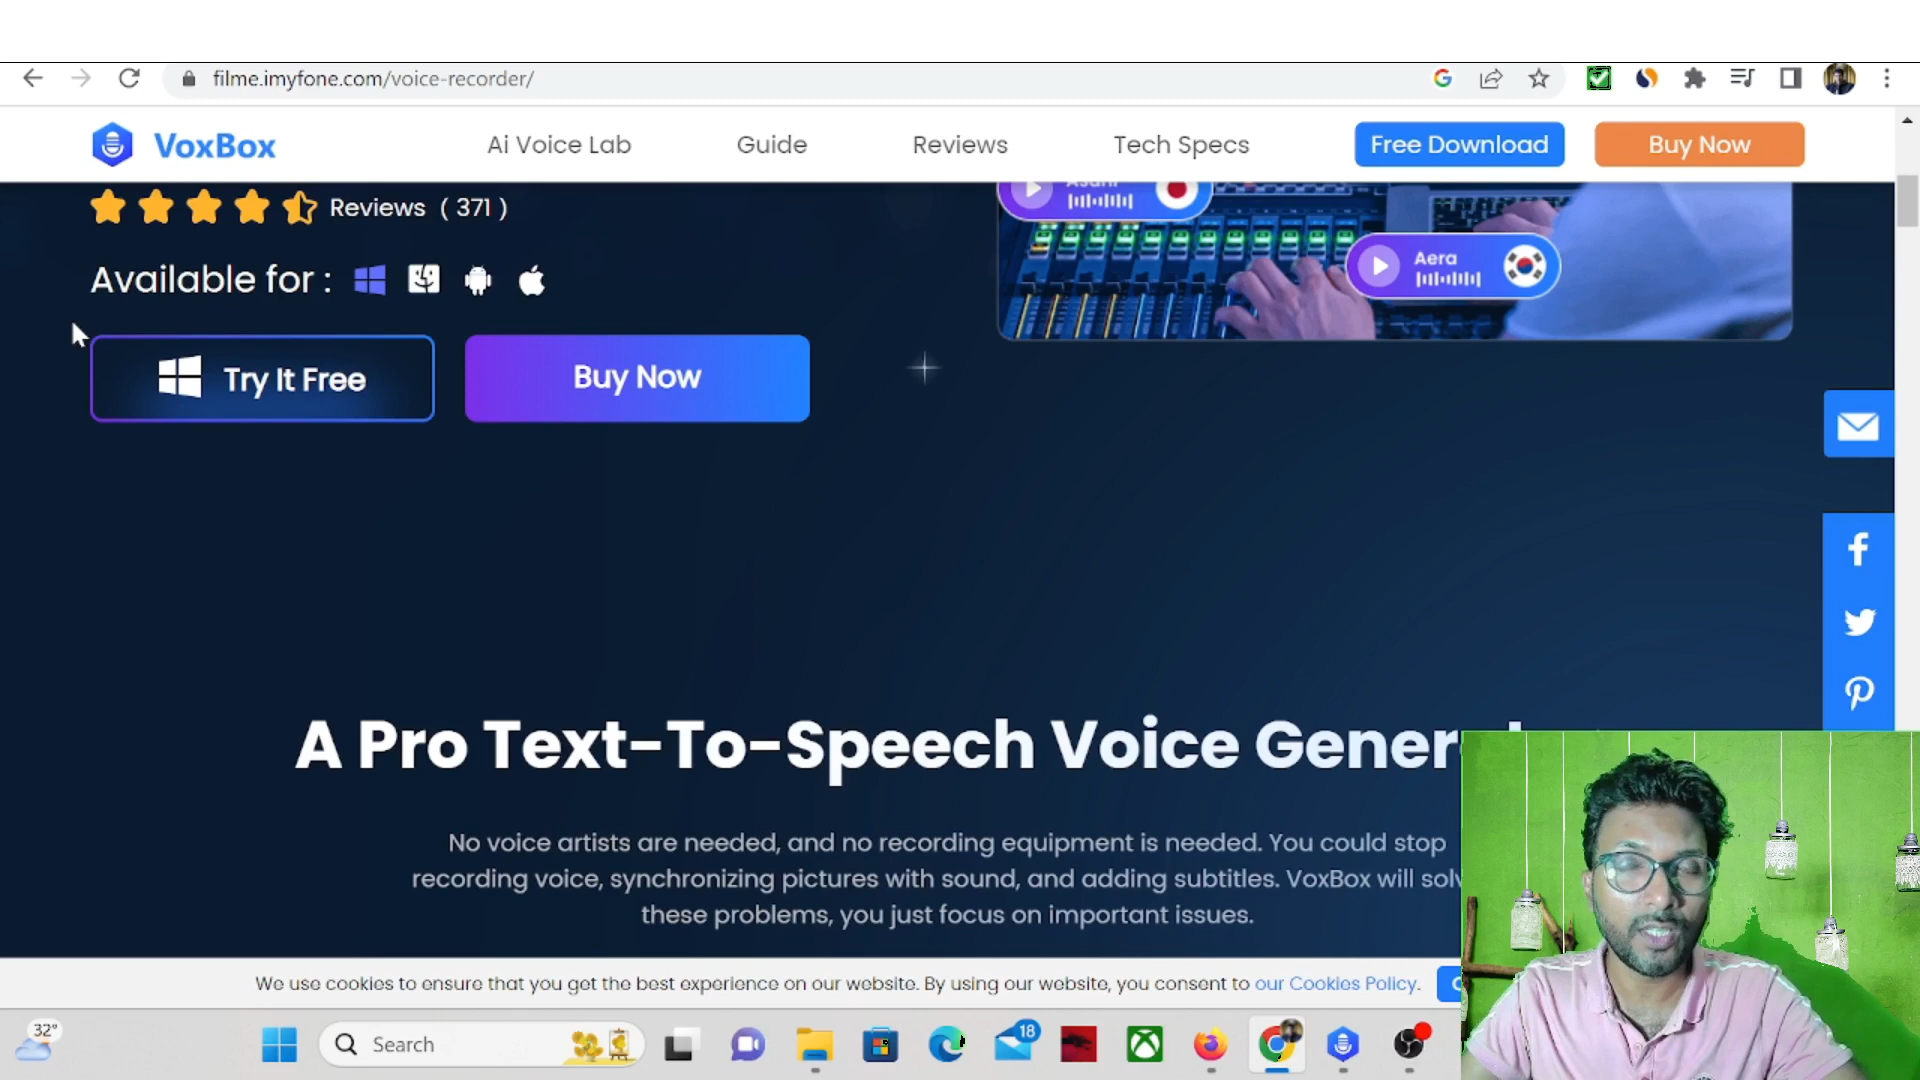 filme.imyfone.com/voice-recorder/
VoxBox
Ai Voice Lab
Guide
Reviews
Tech Specs
Free Download
Buy Now
Reviews ( 371 )
Asahi
Aera
Available for :
Try It Free
Buy Now
A Pro Text-To-Speech Voice
No voice artists are needed, and no recording equipment is needed. You could stop
recording voice, synchronizing pictures with sound, and adding subtitles. VoxBox will
these problems, you just focus on important issues.
We use cookies to ensure that you get the best experience on our website. By using our website, you consent to our Cookies Policy.
32°
Search
18